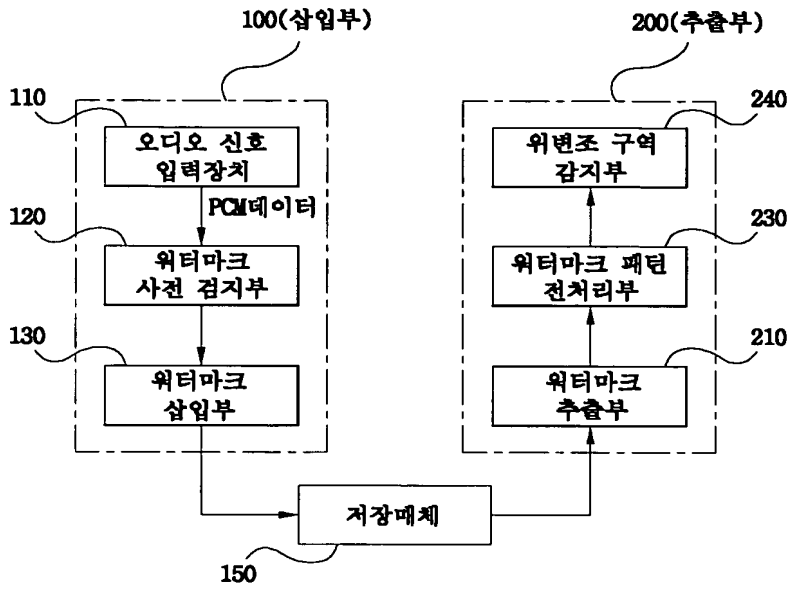 100(삽입부)
200(추출부)
110
오디오 신호
입력장치
PCM데이터
120
워터마크
사전 검지부
130
워터마크
삽입부
240
위변조 구역
감지부
230
워터마크 패턴
전처리부
210
워터마크
추출부
저장매체
150